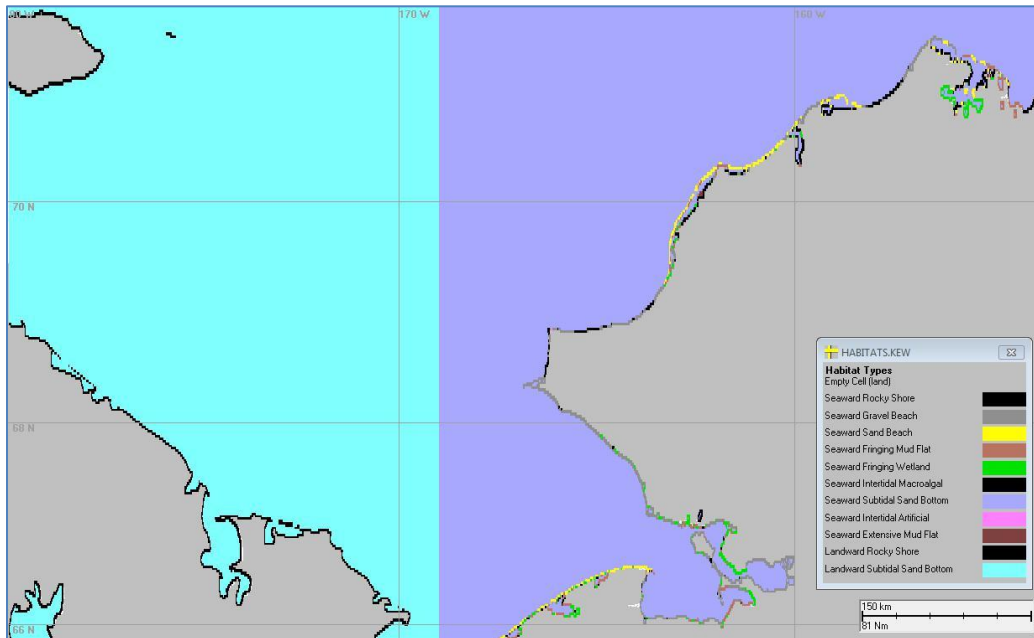 170 W
160 W
70 N
68 N
66 N
HABITATS.KEW
Habitat Types
Empty Cell (land)
Seaward Rocky Shore
Seaward Gravel Beach
Seaward Sand Beach
Seaward Fringing Mud Flat
Seaward Fringing Wetland
Seaward Intertidal Macroalgal
Seaward Subtidal Sand Bottom
Seaward Intertidal Artificial
Seaward Extensive Mud Flat
Landward Rocky Shore
Landward Subtidal Sand Bottom
150 km
81 Nm